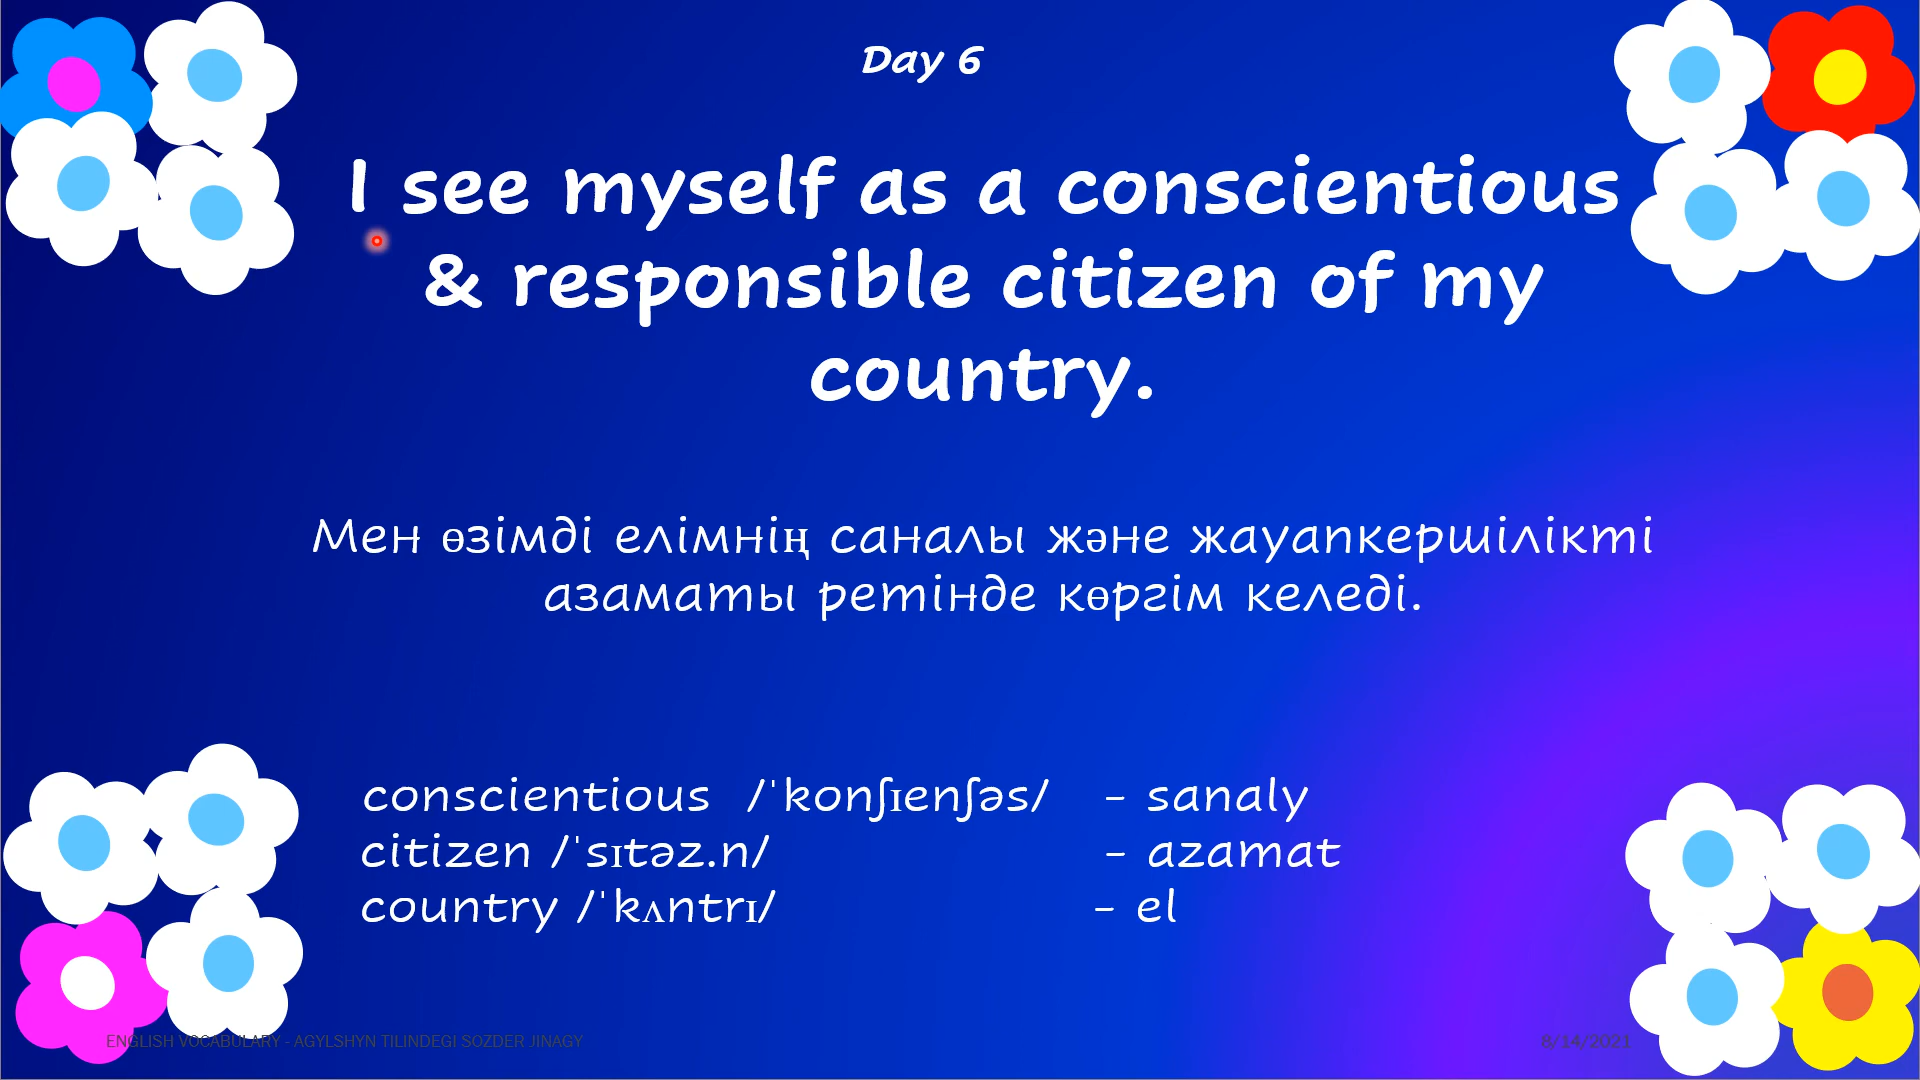 Day 6
I see myself as a conscientious
& responsible citizen of my
country.
Мен өзімді елімнің саналы және жауапкершілікті
азаматы ретінде көргім келеді.
conscientious /ˈkonʃɪenʃəs/ - sanaly
citizen /ˈsɪtəz.n/ - azamat
country /ˈkʌntrɪ/ - el
ENGLISH VOCABULARY - AGYLSHYN TILINDEGI SOZDER JINAGY
8/14/2021